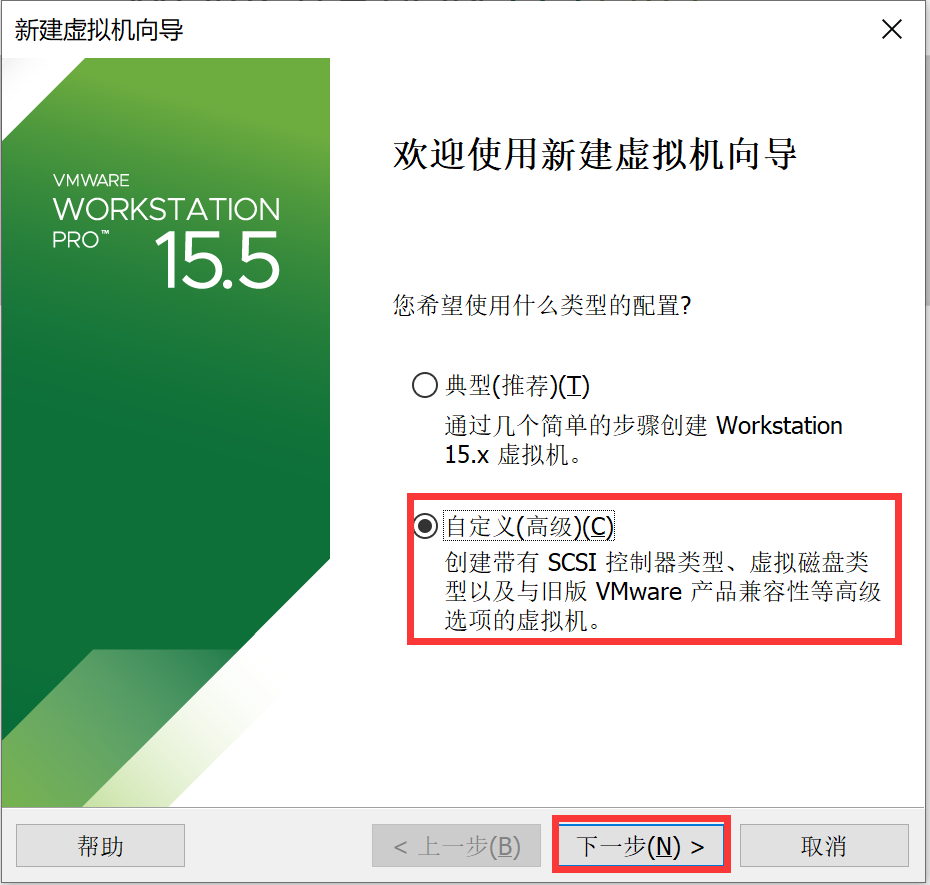 新建虚拟机向导
VMWARE
WORKSTATION
PRO™
15.5
欢迎使用新建虚拟机向导
您希望使用什么类型的配置?
典型(推荐)(T)
通过几个简单的步骤创建 Workstation
15.x 虚拟机。
自定义(高级)(C)
创建带有 SCSI 控制器类型、虚拟磁盘类
型以及与旧版 VMware 产品兼容性等高级
选项的虚拟机。
帮助
< 上一步(B)
下一步(N) >
取消